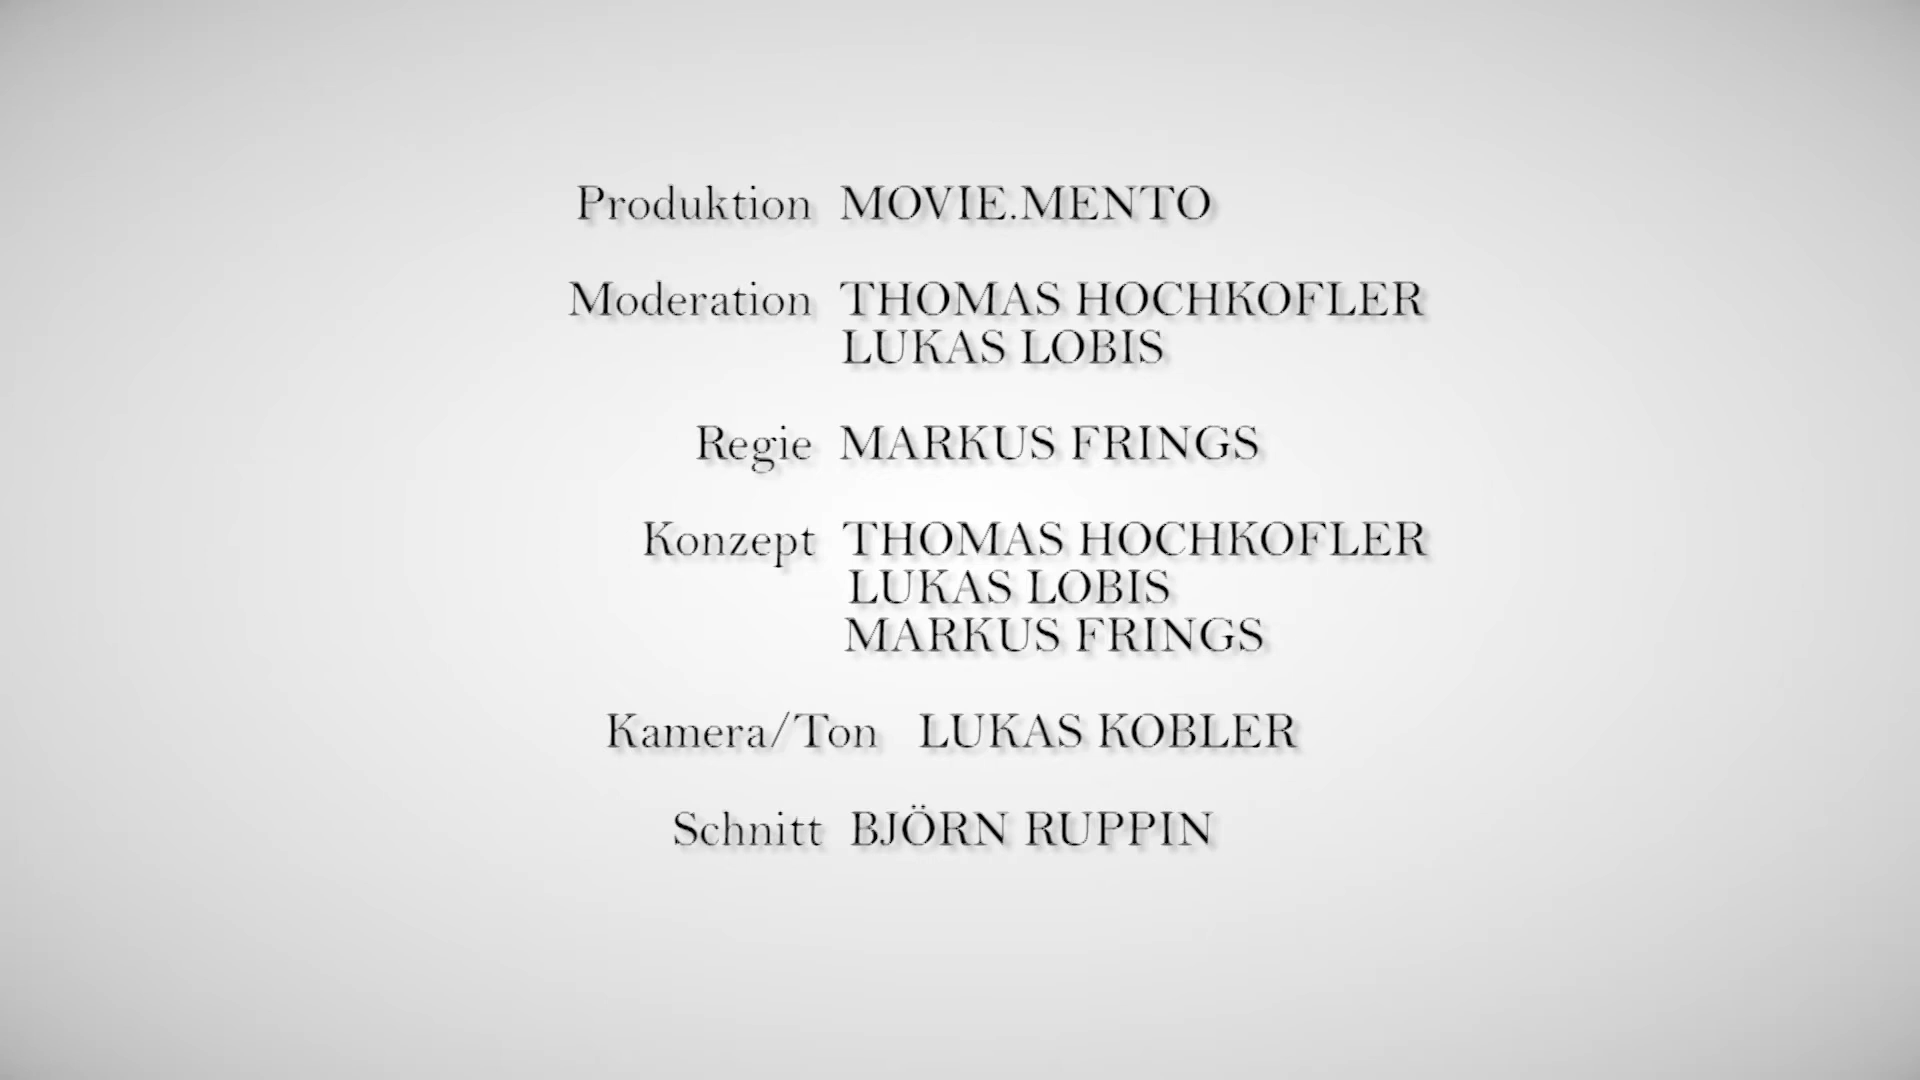 Produktion MOVIE.MENTO
Moderation THOMAS HOCHKOFLER
LUKAS LOBIS
Regie MARKUS FRINGS
Konzept THOMAS HOCHKOFLER
LUKAS LOBIS
MARKUS FRINGS
Kamera/Ton LUKAS KOBLER
Schnitt BJÖRN RUPPIN